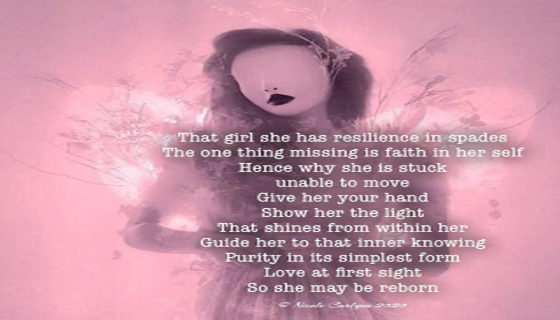 That girl she has resilience in spades
The one thing missing is faith in her self
Hence why she is stuck
unable to move
Give her your hand
Show her the light
That shines from within her
Guide her to that inner knowing
Purity in its simplest form
Love at first sight
So she may be reborn
© Nicole Carlyon 2020